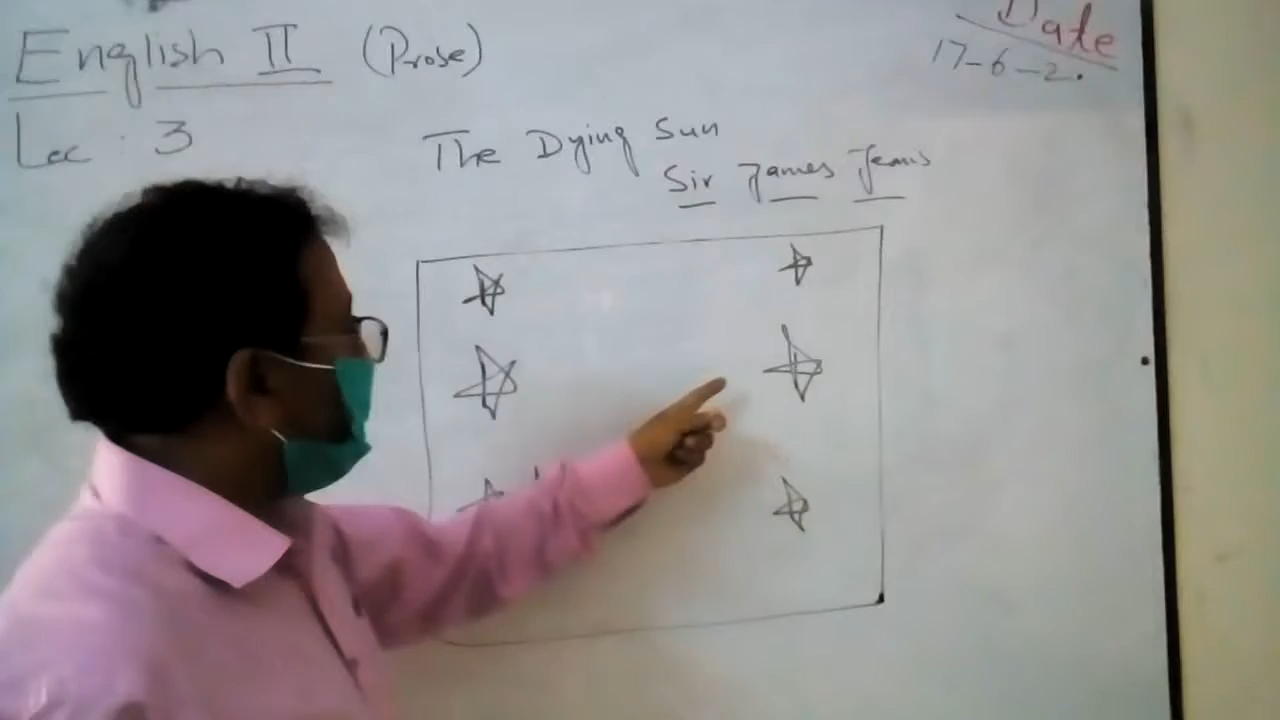 English II (Prose)
Date
17-6-2.
Lec : 3
The Dying Sun
Sir James Jeans